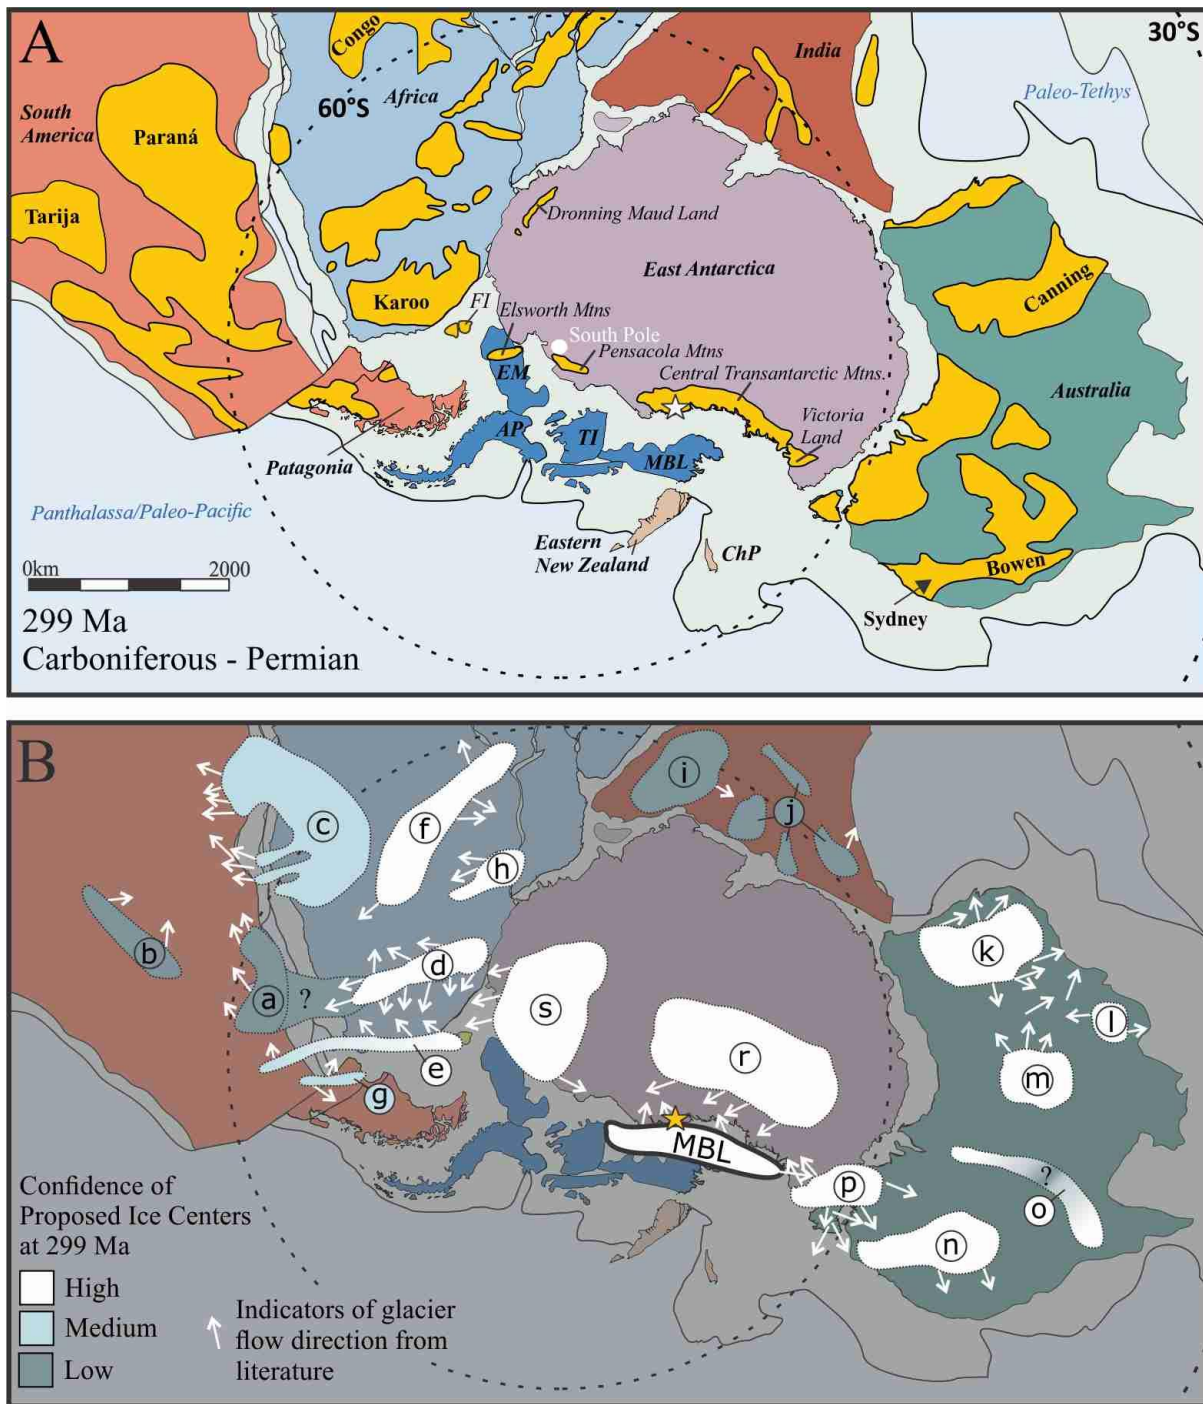 A
30°S
Congo
India
60°S
Africa
Paleo-Tethys
South
America
Paraná
Tarija
Dronning Maud Land
East Antarctica
Canning
Karoo
FI
Elsworth Mtns
South Pole
Pensacola Mtns
EM
Central Transantarctic Mtns.
Australia
AP
TI
MBL
Victoria
Land
Patagonia
Panthalassa/Paleo-Pacific
Eastern
New Zealand
ChP
Bowen
Sydney
0km 2000
299 Ma
Carboniferous - Permian
B
i
j
c
f
h
b
a
?
d
k
l
s
e
r
m
g
MBL
p
?
o
n
Confidence of
Proposed Ice Centers
at 299 Ma
High
Medium
Low
Indicators of glacier
flow direction from
literature